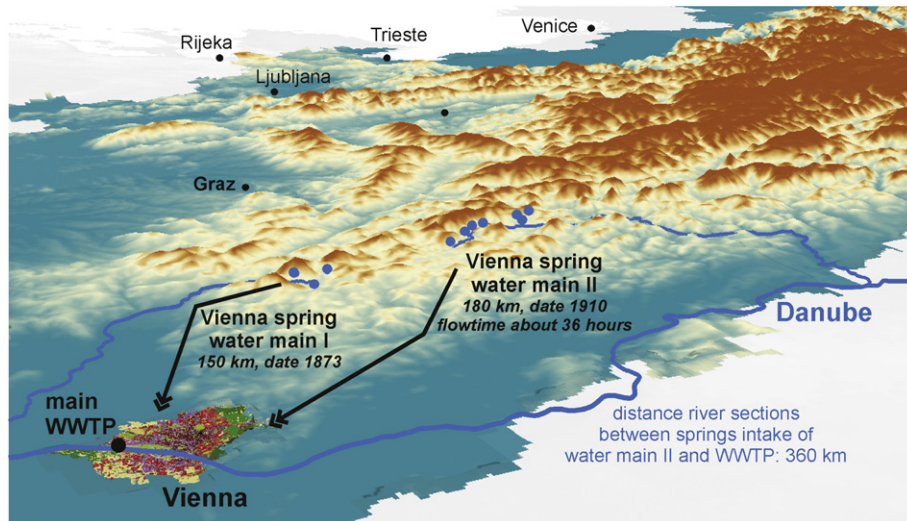 Venice
Trieste
Rijeka
Ljubljana
Graz
Vienna spring
water main II
180 km, date 1910
flowtime about 36 hours
Vienna spring
water main I
150 km, date 1873
Danube
main
WWTP
distance river sections
between springs intake of
water main II and WWTP: 360 km
Vienna